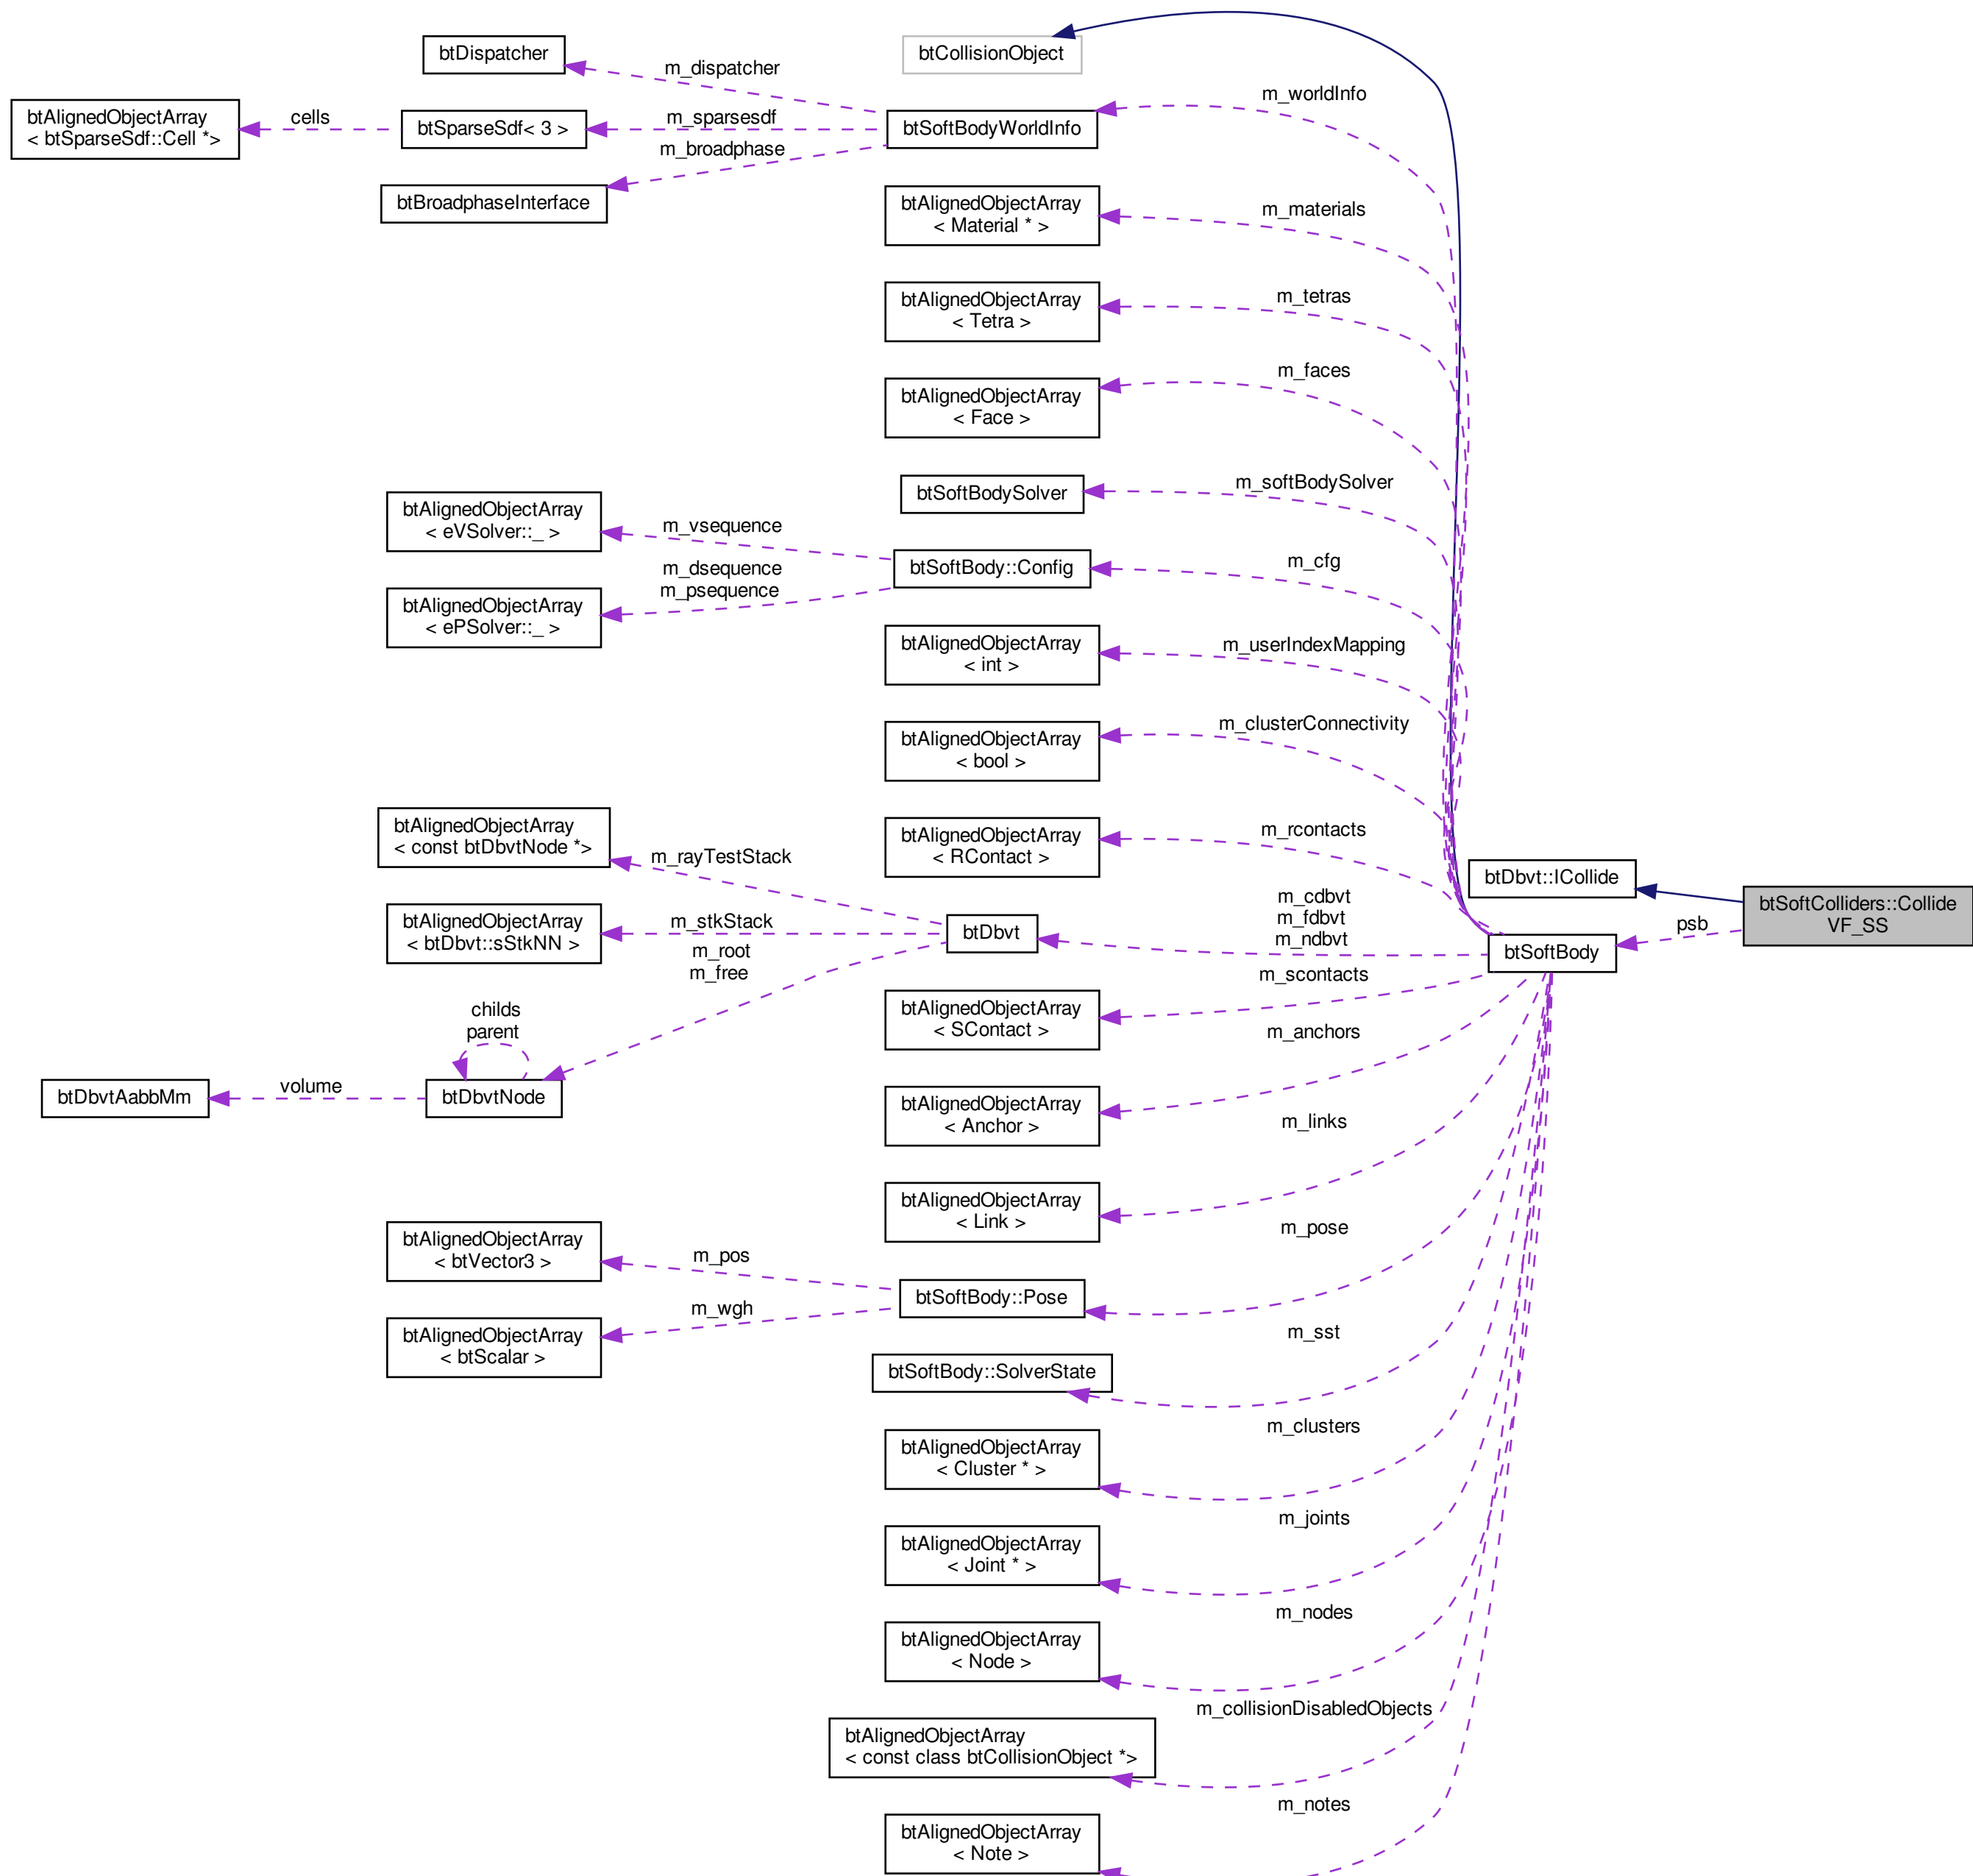 btCollisionObject
btDispatcher
m_dispatcher
m_worldInfo
btAlignedObjectArray
< btSparseSdf::Cell *>
cells
btSparseSdf< 3 >
m_sparsesdf
btSoftBodyWorldInfo
m_broadphase
btBroadphaseInterface
btAlignedObjectArray
< Material * >
m_materials
btAlignedObjectArray
< Tetra >
m_tetras
btAlignedObjectArray
< Face >
m_faces
btSoftBodySolver
m_softBodySolver
btAlignedObjectArray
< eVSolver::_ >
m_vsequence
btSoftBody::Config
m_cfg
m_dsequence
m_psequence
btAlignedObjectArray
< ePSolver::_ >
btAlignedObjectArray
< int >
m_userIndexMapping
btAlignedObjectArray
< bool >
m_clusterConnectivity
btAlignedObjectArray
< const btDbvtNode *>
m_rayTestStack
btAlignedObjectArray
< RContact >
m_rcontacts
btDbvt::ICollide
btSoftColliders::Collide
VF_SS
psb
btSoftBody
m_cdbvt
m_fdbvt
m_ndbvt
btDbvt
m_stkStack
btAlignedObjectArray
< btDbvt::sStkNN >
m_root
m_free
m_scontacts
btAlignedObjectArray
< SContact >
childs
parent
m_anchors
btDbvtAabbMm
volume
btDbvtNode
btAlignedObjectArray
< Anchor >
m_links
btAlignedObjectArray
< Link >
m_pose
btAlignedObjectArray
< btVector3 >
m_pos
btSoftBody::Pose
m_wgh
btAlignedObjectArray
< btScalar >
m_sst
btSoftBody::SolverState
m_clusters
btAlignedObjectArray
< Cluster * >
m_joints
btAlignedObjectArray
< Joint * >
m_nodes
btAlignedObjectArray
< Node >
m_collisionDisabledObjects
btAlignedObjectArray
< const class btCollisionObject *>
m_notes
btAlignedObjectArray
< Note >